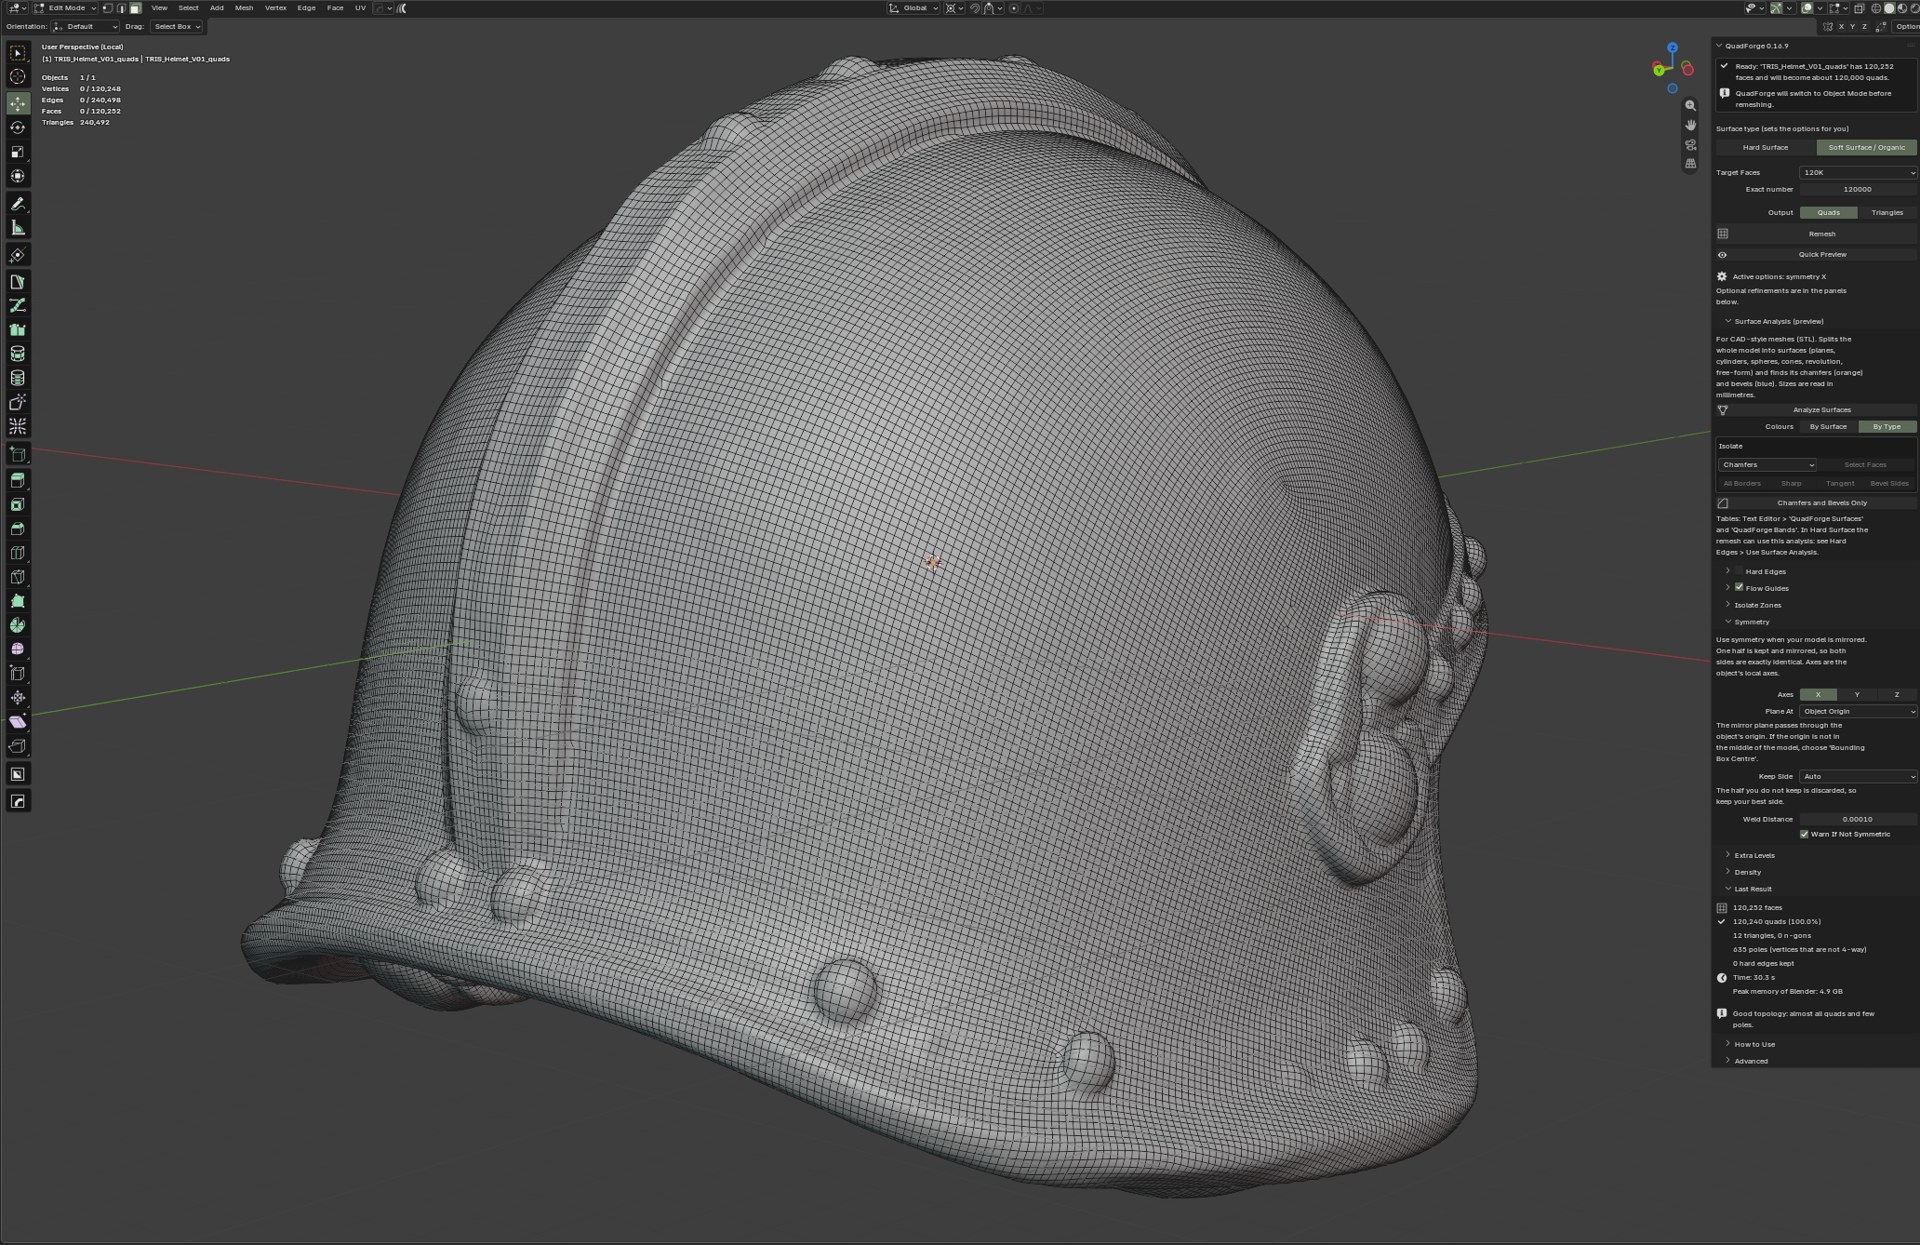 Edit Mode
View Select Add Mesh Vertex Edge Face UV
Global
Orientation: Default Drag: Select Box
X Y Z
User Perspective (Local)
(1) TRIS_Helmet_V01_quads | TRIS_Helmet_V01_quads
Objects 1 / 1
Vertices 0 / 120,248
Edges 0 / 240,498
Faces 0 / 120,252
Triangles 240,492
Z
Y
QuadForge 0.16.9
Ready: 'TRIS_Helmet_V01_quads' has 120,252
faces and will become about 120,000 quads.
QuadForge will switch to Object Mode before
remeshing.
Surface type (sets the options for you)
Hard Surface Soft Surface / Organic
Target Faces 120K
Exact number 120000
Output Quads Triangles
Remesh
Quick Preview
Active options: symmetry X
Optional refinements are in the panels
below.
Surface Analysis (preview)
For CAD-style meshes (STL). Splits the
whole model into surfaces (planes,
cylinders, spheres, cones, revolution,
free-form) and finds its chamfers (orange)
and bevels (blue). Sizes are read in
millimetres.
Analyze Surfaces
Colours By Surface By Type
Isolate
Chamfers Select Faces
All Borders Sharp Tangent Bevel Sides
Chamfers and Bevels Only
Tables: Text Editor > 'QuadForge Surfaces'
and 'QuadForge Bands'. In Hard Surface the
remesh can use this analysis: see Hard
Edges > Use Surface Analysis.
Hard Edges
Flow Guides
Isolate Zones
Symmetry
Use symmetry when your model is mirrored.
One half is kept and mirrored, so both
sides are exactly identical. Axes are the
object's local axes.
Axes X Y Z
Plane At Object Origin
The mirror plane passes through the
object's origin. If the origin is not in
the middle of the model, choose 'Bounding
Box Centre'.
Keep Side Auto
The half you do not keep is discarded, so
keep your best side.
Weld Distance 0.00010
Warn If Not Symmetric
Extra Levels
Density
Last Result
120,252 faces
120,240 quads (100.0%)
12 triangles, 0 n-gons
635 poles (vertices that are not 4-way)
0 hard edges kept
Time: 30.3 s
Peak memory of Blender: 4.9 GB
Good topology: almost all quads and few
poles.
How to Use
Advanced